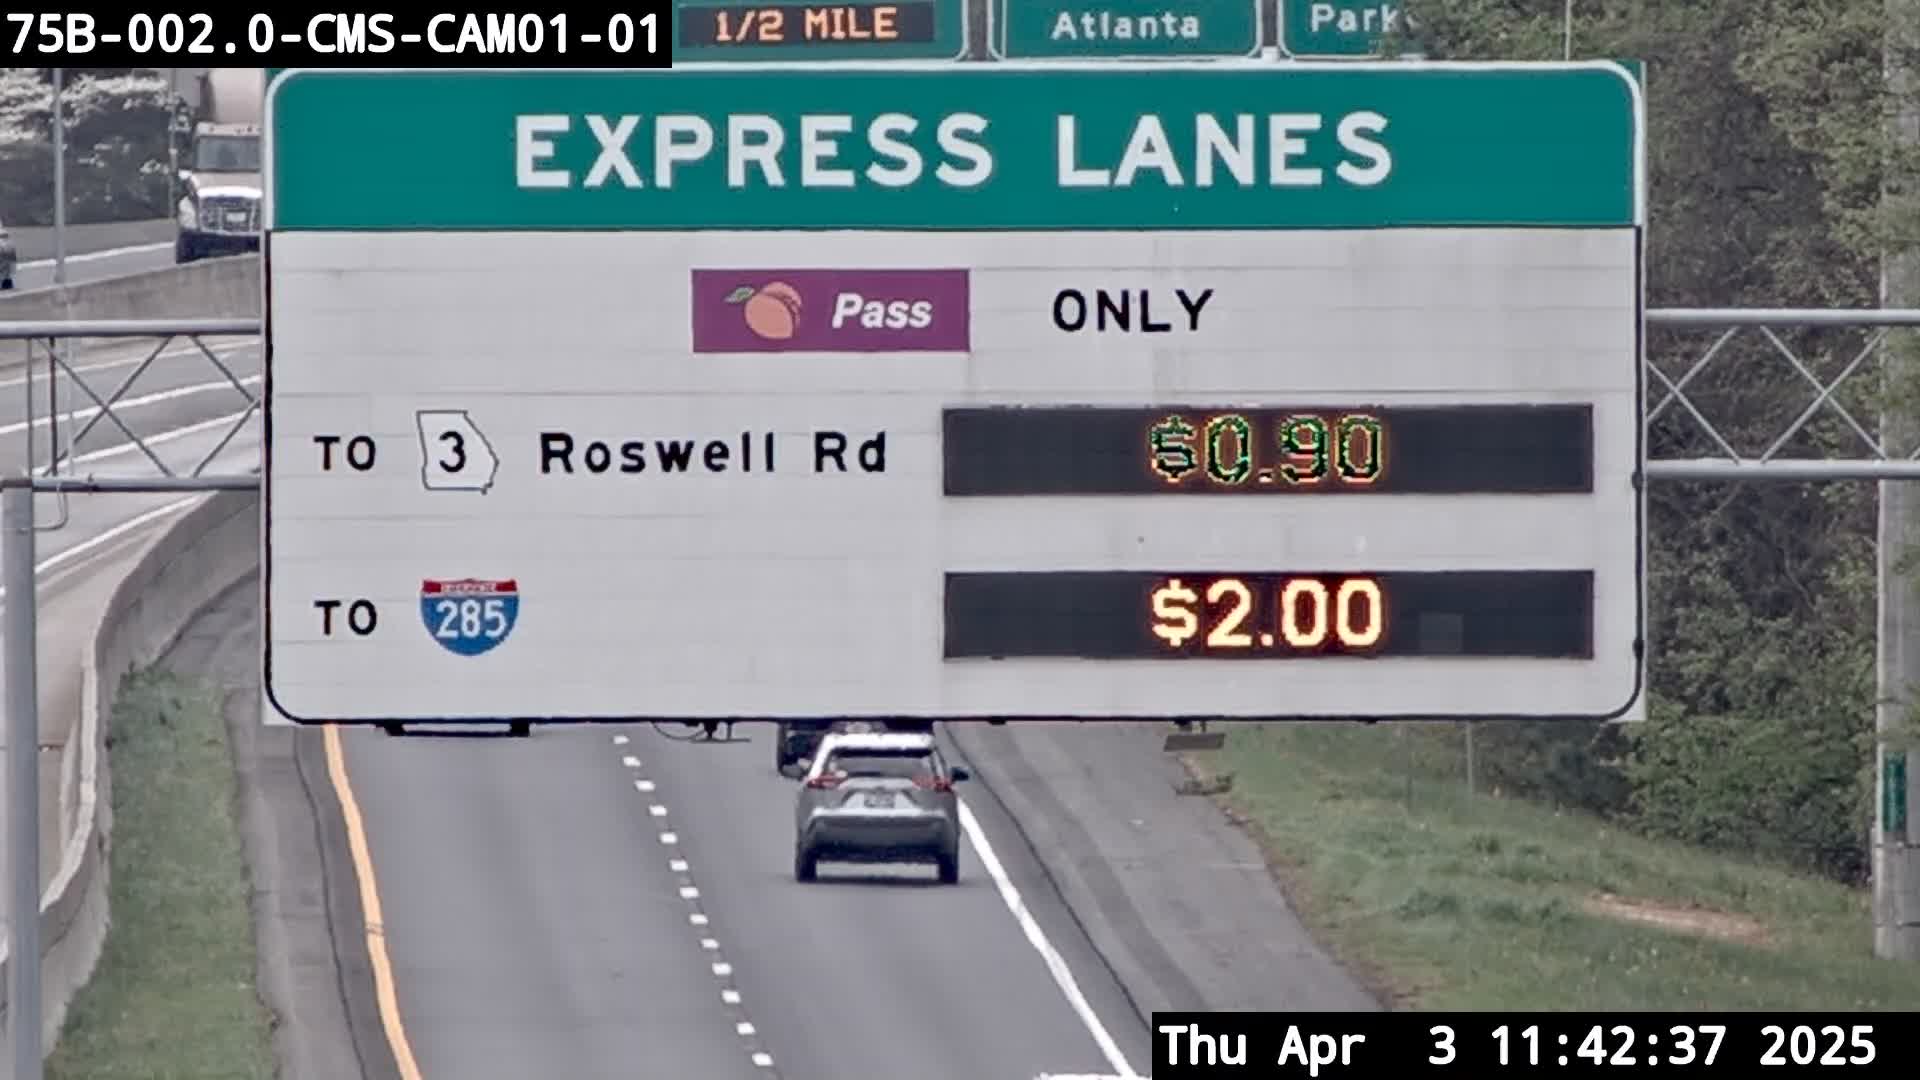 75B-002.0-CMS-CAM01-01
1/2 MILE
Atlanta
Park
EXPRESS LANES
Pass ONLY
TO 3 Roswell Rd $0.90
TO 285 $2.00
Thu Apr 3 11:42:37 2025